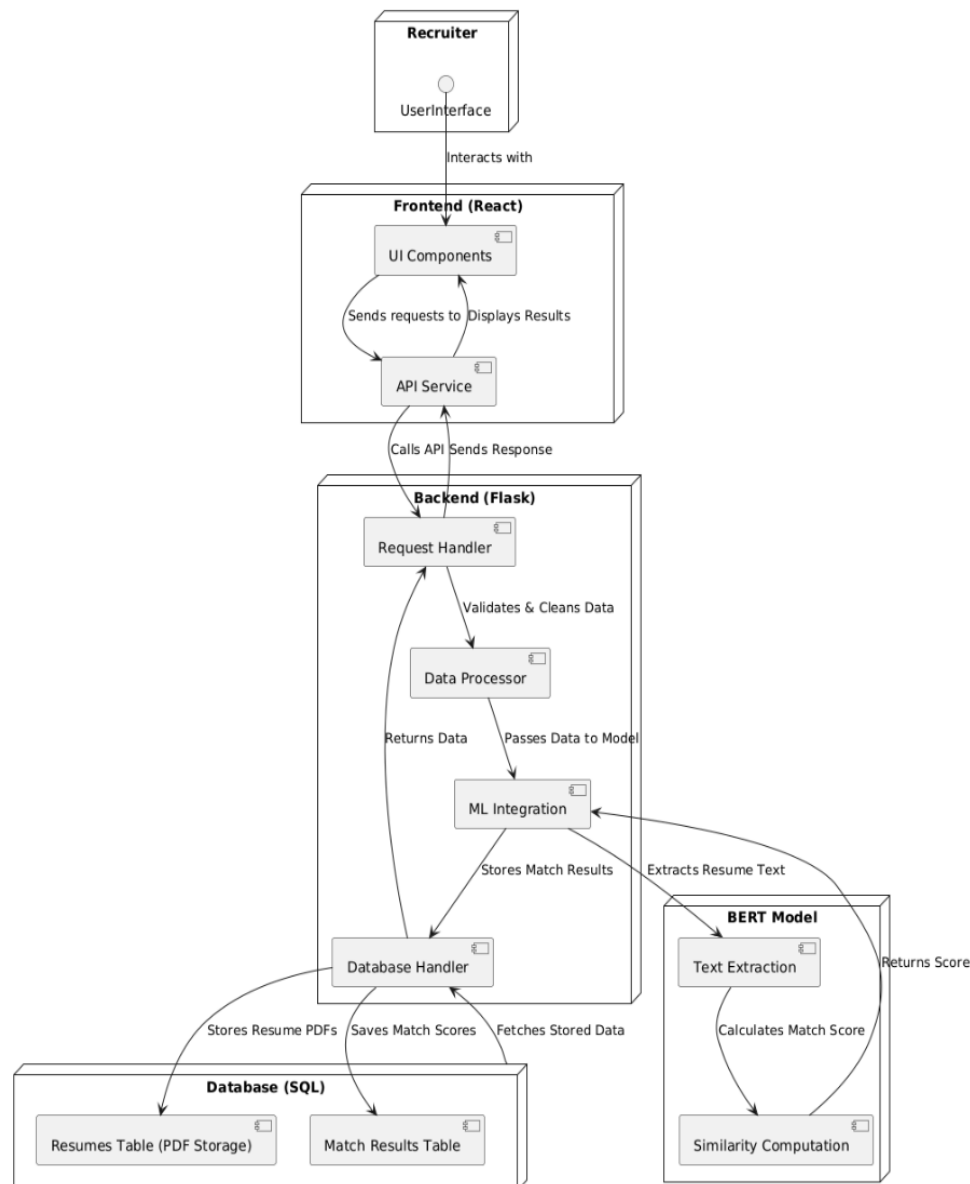 Recruiter
UserInterface
Interacts with
Frontend (React)
UI Components
Sends requests to
Displays Results
API Service
Calls API
Sends Response
Backend (Flask)
Request Handler
Validates & Cleans Data
Data Processor
Returns Data
Passes Data to Model
ML Integration
Stores Match Results
Extracts Resume Text
BERT Model
Database Handler
Text Extraction
Returns Score
Stores Resume PDFs
Saves Match Scores
Fetches Stored Data
Calculates Match Score
Database (SQL)
Resumes Table (PDF Storage)
Match Results Table
Similarity Computation